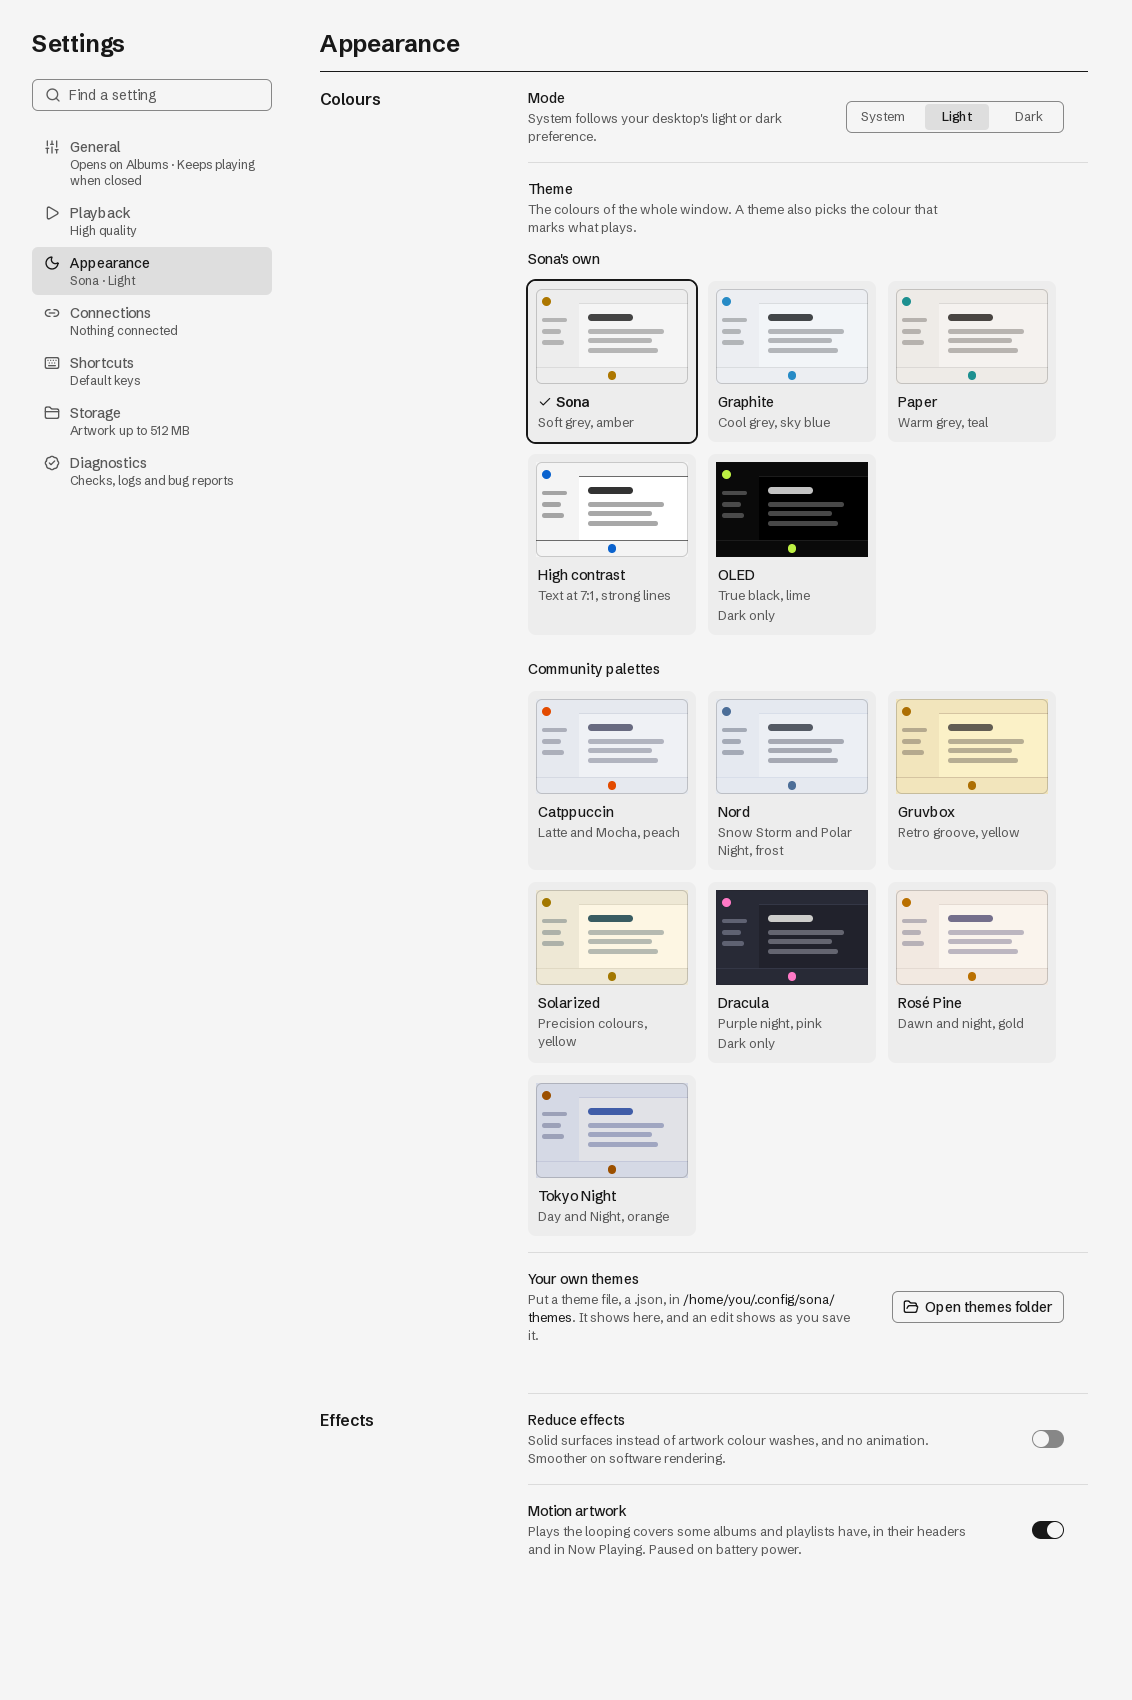 Settings
Find a setting
General
Opens on Albums · Keeps playing
when closed
Playback
High quality
Appearance
Sona · Light
Connections
Nothing connected
Shortcuts
Default keys
Storage
Artwork up to 512 MB
Diagnostics
Checks, logs and bug reports
Appearance
Colours
Mode
System follows your desktop's light or dark
preference.
System
Light
Dark
Theme
The colours of the whole window. A theme also picks the colour that
marks what plays.
Sona's own
Sona
Soft grey, amber
Graphite
Cool grey, sky blue
Paper
Warm grey, teal
High contrast
Text at 7:1, strong lines
OLED
True black, lime
Dark only
Community palettes
Catppuccin
Latte and Mocha, peach
Nord
Snow Storm and Polar
Night, frost
Gruvbox
Retro groove, yellow
Solarized
Precision colours,
yellow
Dracula
Purple night, pink
Dark only
Rosé Pine
Dawn and night, gold
Tokyo Night
Day and Night, orange
Your own themes
Put a theme file, a .json, in /home/you/.config/sona/
themes. It shows here, and an edit shows as you save
it.
Open themes folder
Effects
Reduce effects
Solid surfaces instead of artwork colour washes, and no animation.
Smoother on software rendering.
Motion artwork
Plays the looping covers some albums and playlists have, in their headers
and in Now Playing. Paused on battery power.